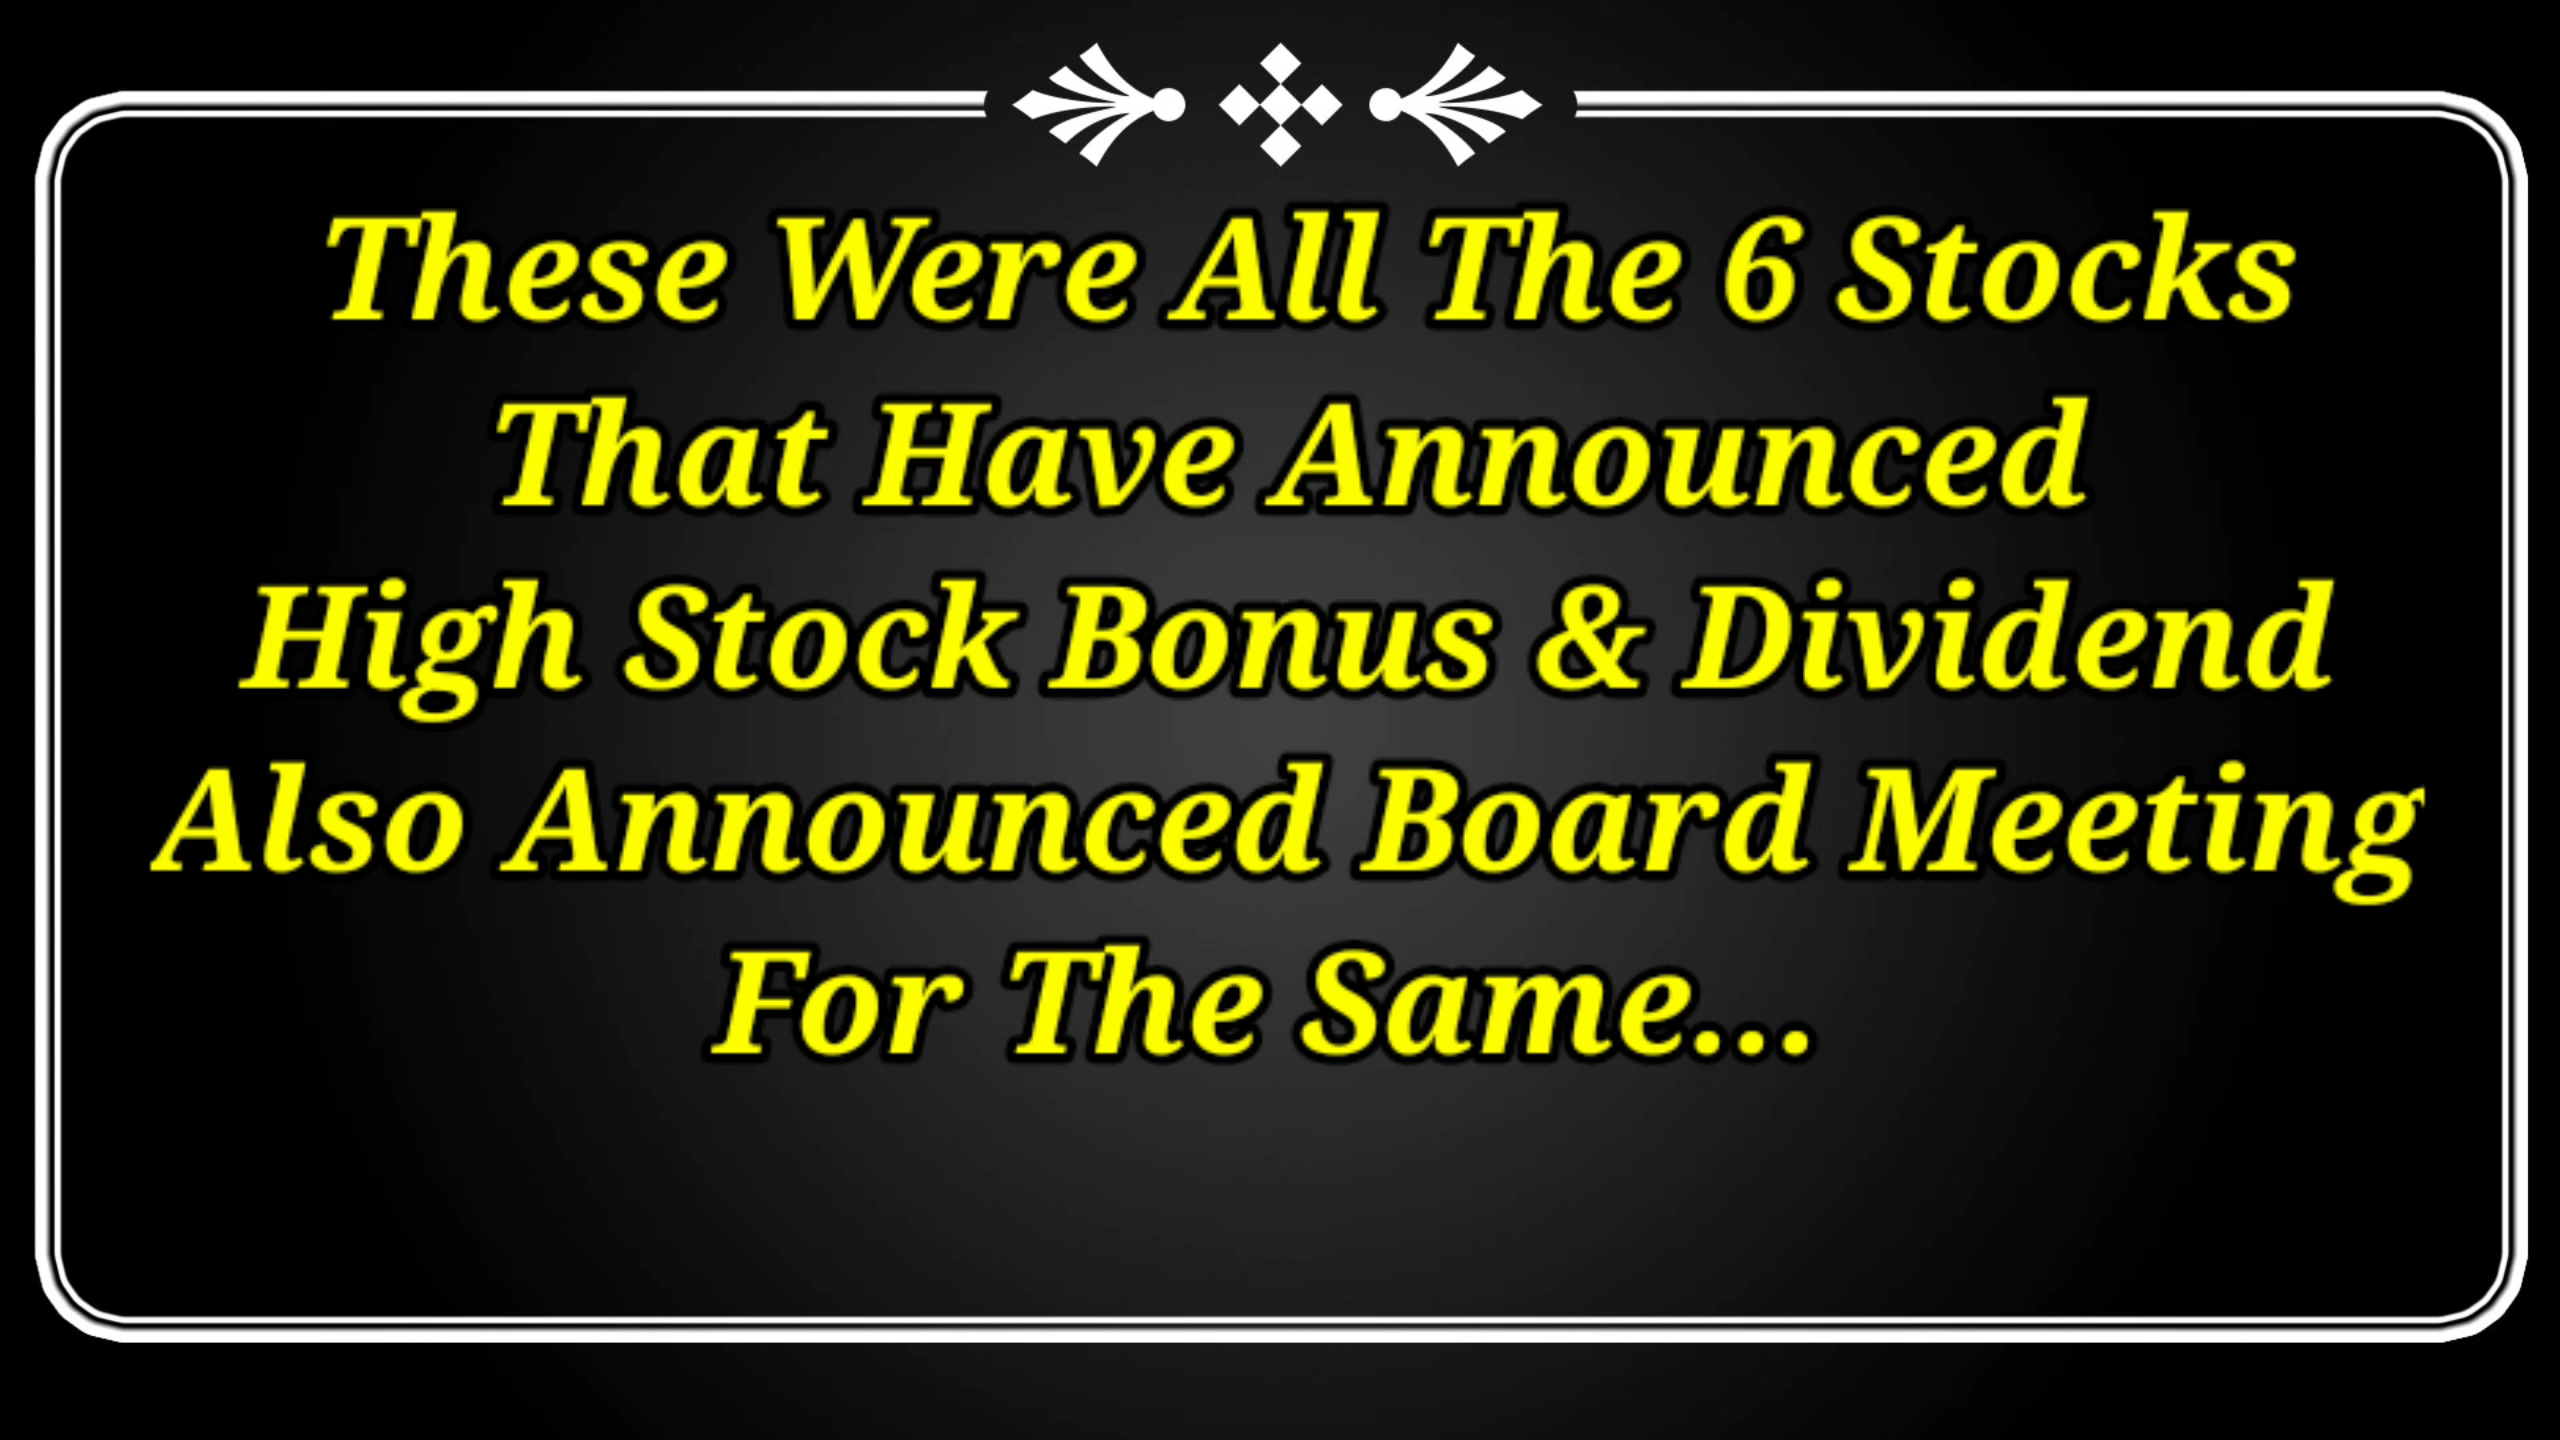 These Were All The 6 Stocks
That Have Announced
High Stock Bonus & Dividend
Also Announced Board Meeting
For The Same...